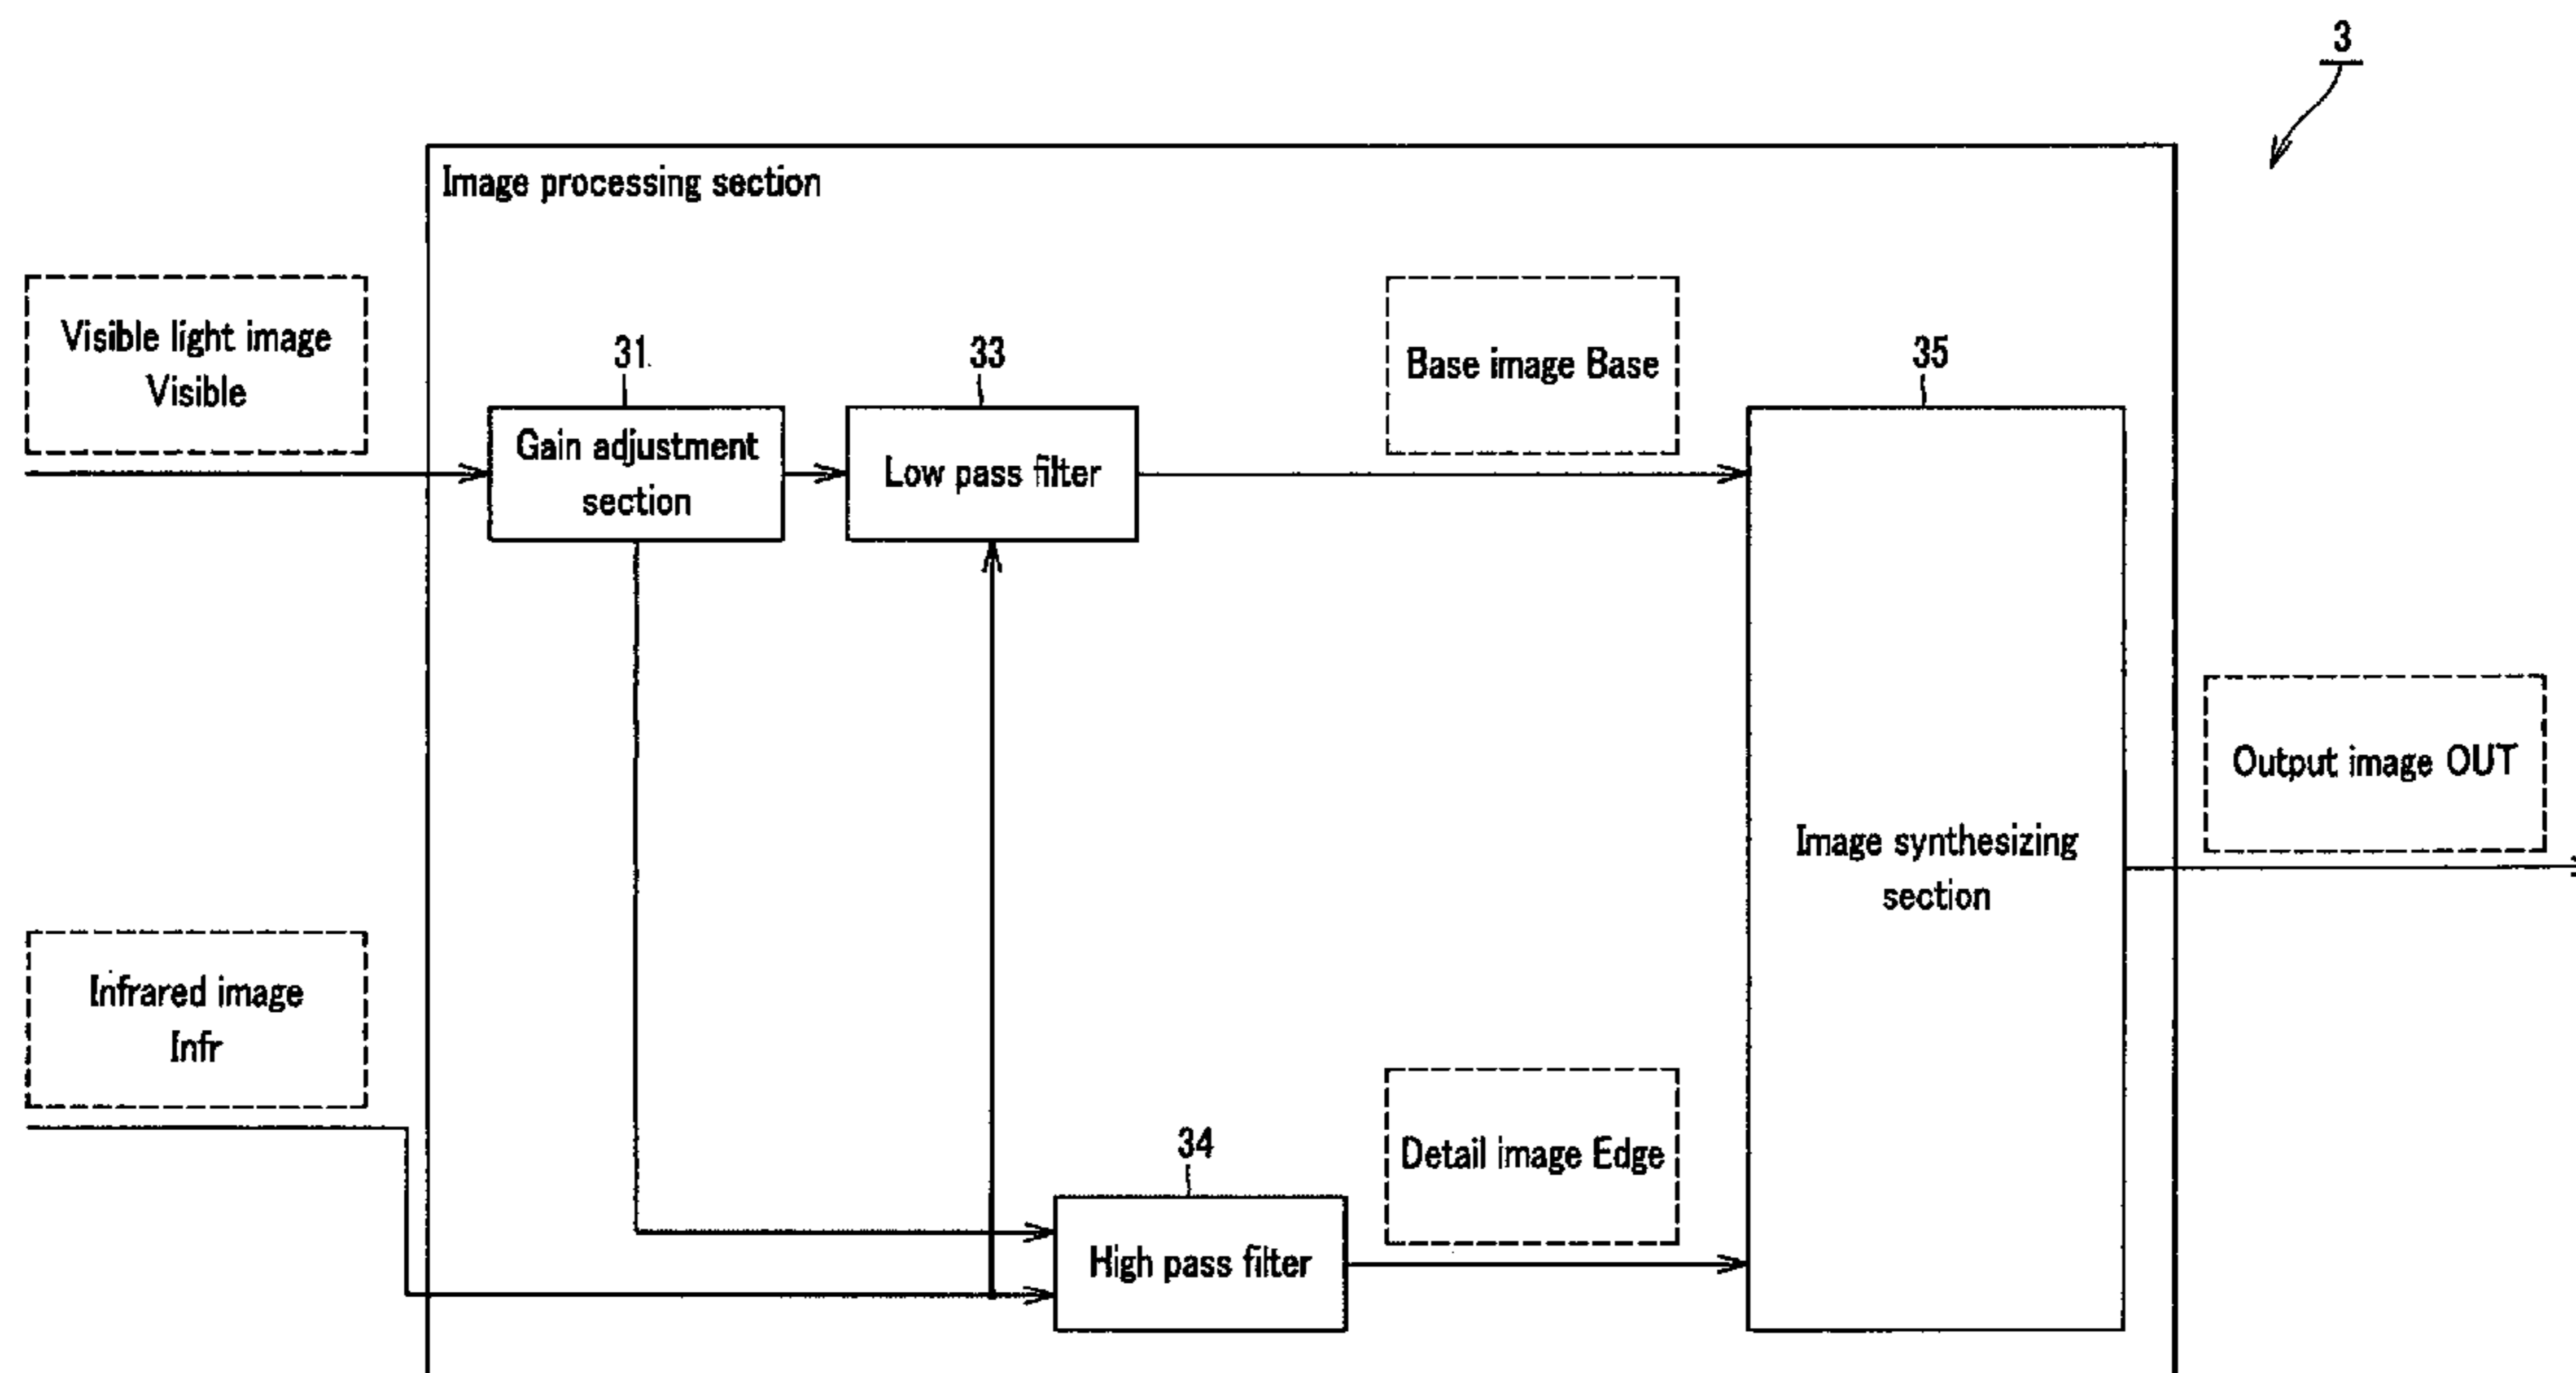 3
Image processing section
Visible light image
Visible
31
33
Base image Base
35
Gain adjustment
section
Low pass filter
Output image OUT
Image synthesizing
section
Infrared image
Infr
34
Detail image Edge
High pass filter